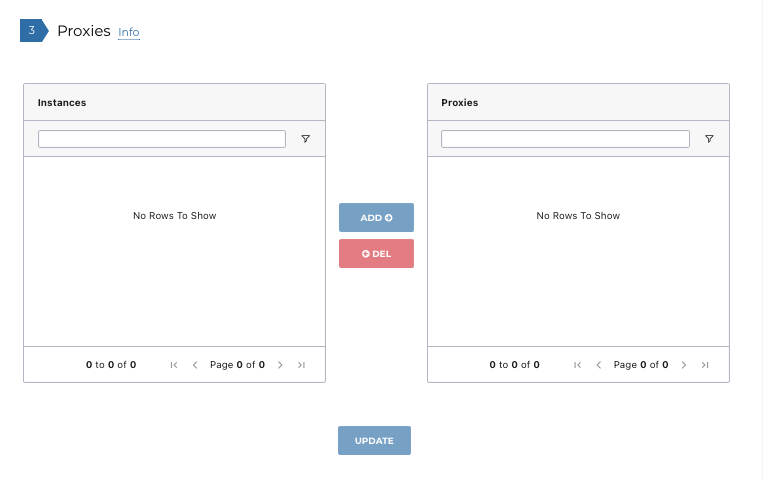 3 Proxies Info
Instances
No Rows To Show
0 to 0 of 0 Page 0 of 0
ADD
DEL
Proxies
No Rows To Show
0 to 0 of 0 Page 0 of 0
UPDATE